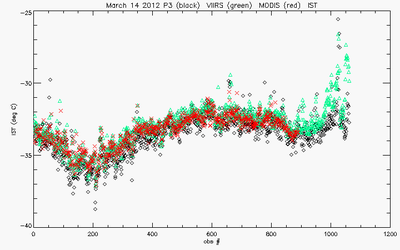 March 14 2012 P3 (black)  VIIRS (green)  MODIS (red)  IST
−25
−30
−35
−40
IST (deg C)
0 200 400 600 800 1000 1200
obs #